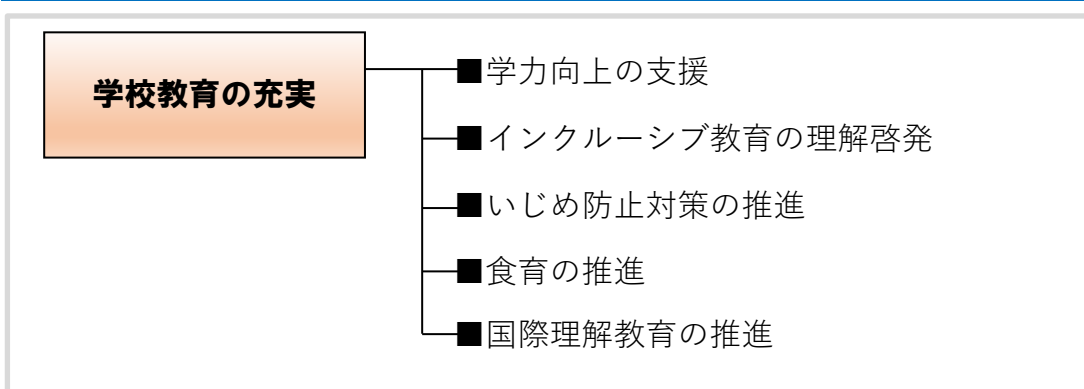 学校教育の充実
■学力向上の支援
■インクルーシブ教育の理解啓発
■いじめ防止対策の推進
■食育の推進
■国際理解教育の推進